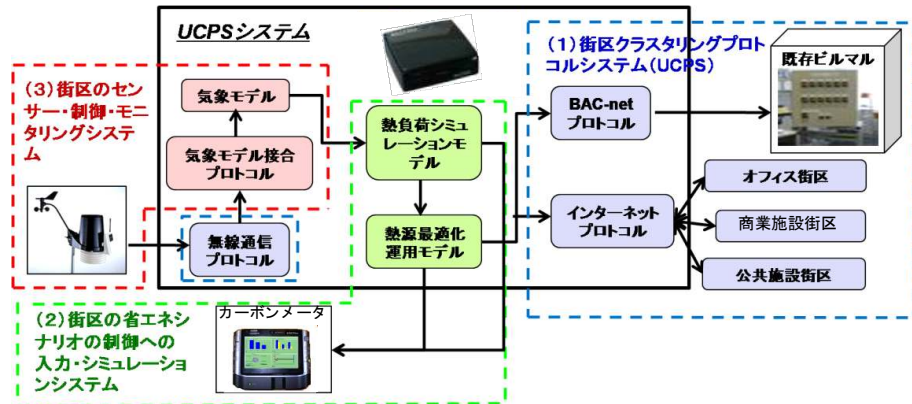 UCPSシステム
(1)街区クラスタリングプロト
コルシステム(UCPS)
既存ビルマル
(3)街区のセン
サー・制御・モニ
タリングシステ
ム
気象モデル
気象モデル接合
プロトコル
無線通信
プロトコル
熱負荷シミュ
レーションモ
デル
熱源最適化
運用モデル
BAC-net
プロトコル
インターネット
プロトコル
オフィス街区
商業施設街区
公共施設街区
(2)街区の省エネシ
ナリオの制御への
入力・シミュレーショ
ンシステム
カーボンメータ